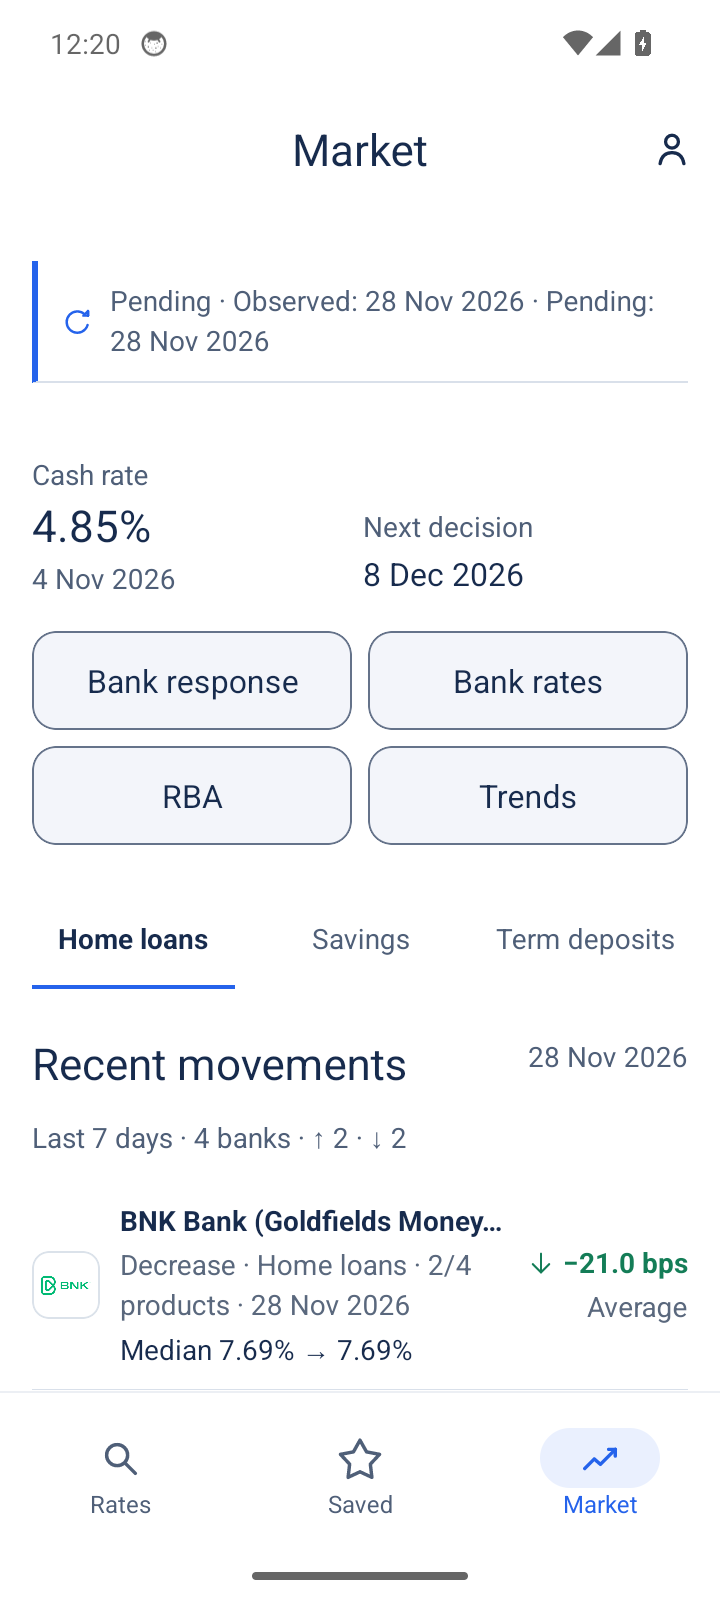 12:20
Market
Pending · Observed: 28 Nov 2026 · Pending:
28 Nov 2026
Cash rate
4.85%
4 Nov 2026
Next decision
8 Dec 2026
Bank response
Bank rates
RBA
Trends
Home loans
Savings
Term deposits
Recent movements
28 Nov 2026
Last 7 days · 4 banks · ↑ 2 · ↓ 2
BNK
BNK Bank (Goldfields Money…
Decrease · Home loans · 2/4
products · 28 Nov 2026
Median 7.69% → 7.69%
↓ −21.0 bps
Average
Rates
Saved
Market